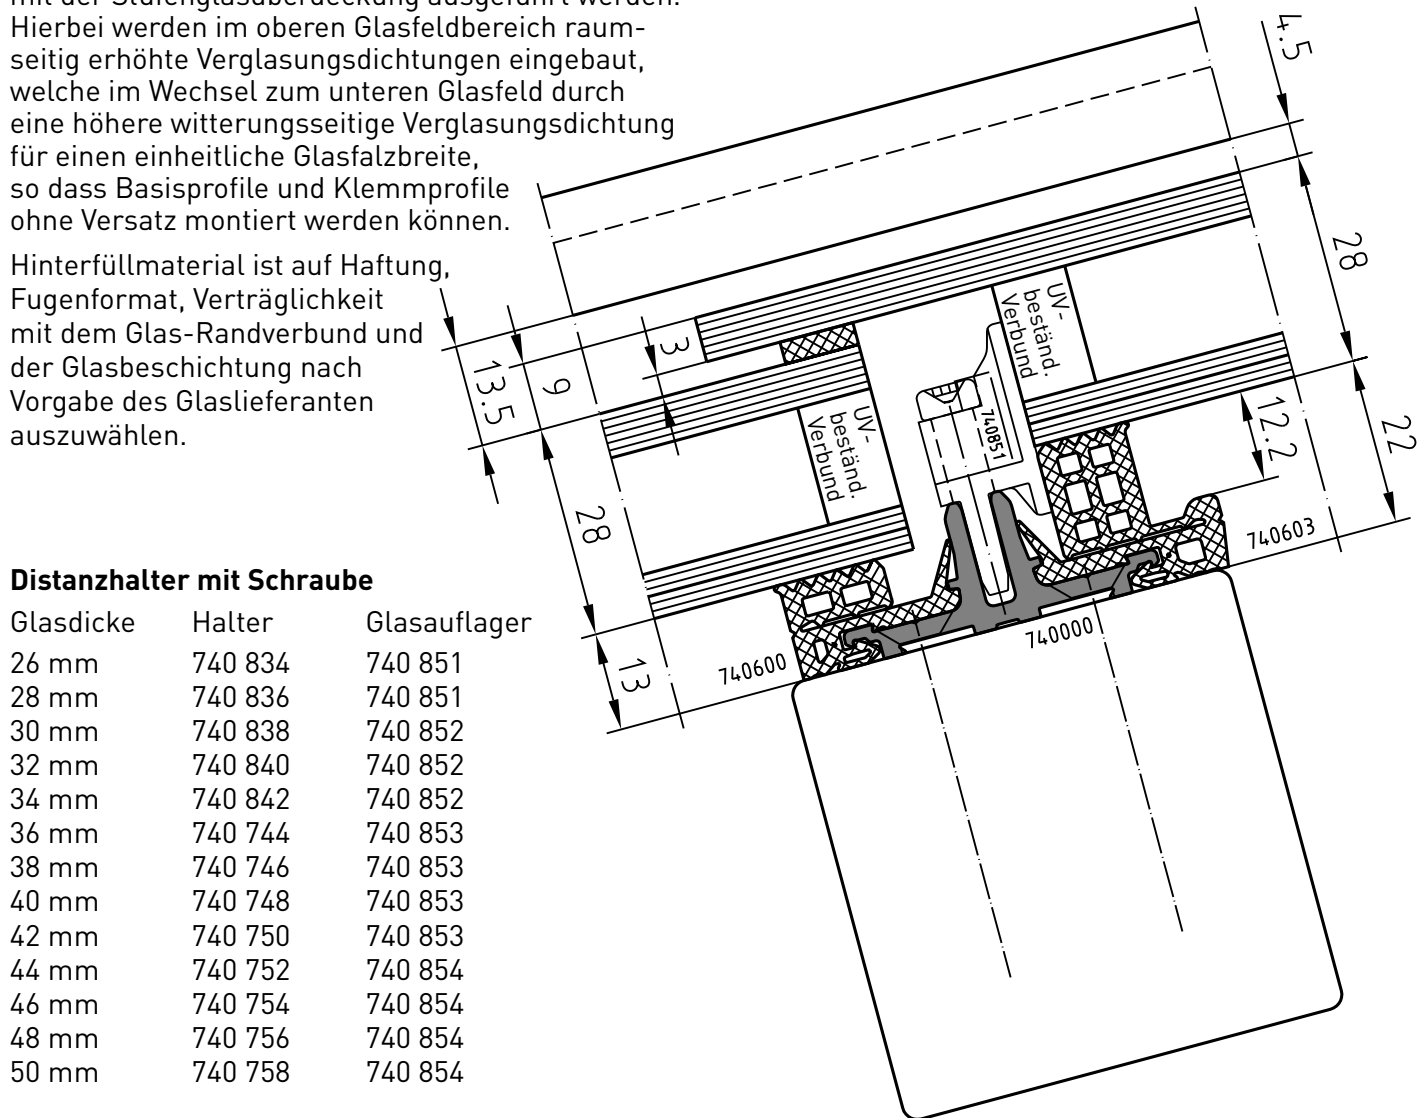 mit der Stufenglasüberdeckung ausgeführt werden.
Hierbei werden im oberen Glasfeldbereich raum-
seitig erhöhte Verglasungsdichtungen eingebaut,
welche im Wechsel zum unteren Glasfeld durch
eine höhere witterungsseitige Verglasungsdichtung
für einen einheitliche Glasfalzbreite,
so dass Basisprofile und Klemmprofile
ohne Versatz montiert werden können.
Hinterfüllmaterial ist auf Haftung,
Fugenformat, Verträglichkeit
mit dem Glas-Randverbund und
der Glasbeschichtung nach
Vorgabe des Glaslieferanten
auszuwählen.
Distanzhalter mit Schraube
Glasdicke Halter Glasauflager
26 mm 740 834 740 851
28 mm 740 836 740 851
30 mm 740 838 740 852
32 mm 740 840 740 852
34 mm 740 842 740 852
36 mm 740 744 740 853
38 mm 740 746 740 853
40 mm 740 748 740 853
42 mm 740 750 740 853
44 mm 740 752 740 854
46 mm 740 754 740 854
48 mm 740 756 740 854
50 mm 740 758 740 854
4.5
28
22
12.2
13.5
9
3
28
13
UV-
beständ.
Verbund
UV-
beständ.
Verbund
740851
740603
740600
740000